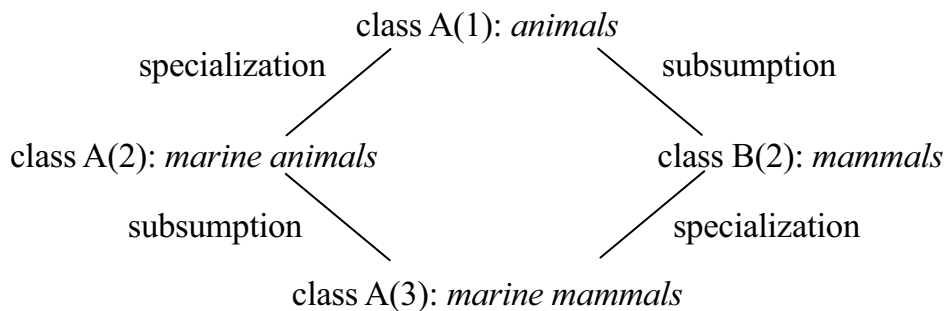 class A(1): animals
specialization subsumption
class A(2): marine animals class B(2): mammals
subsumption specialization
class A(3): marine mammals